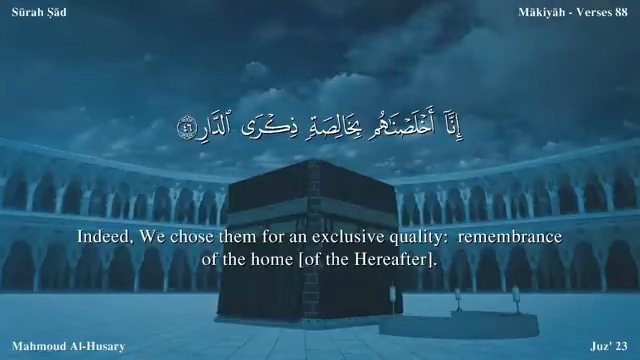 Sūrah Ṣād
Mākiyāh - Verses 88
إِنَّآ أَخْلَصْنَٰهُم بِخَالِصَةٍ ذِكْرَى ٱلدَّارِ ٤٦
Indeed, We chose them for an exclusive quality: remembrance
of the home [of the Hereafter].
Mahmoud Al-Husary
Juz' 23